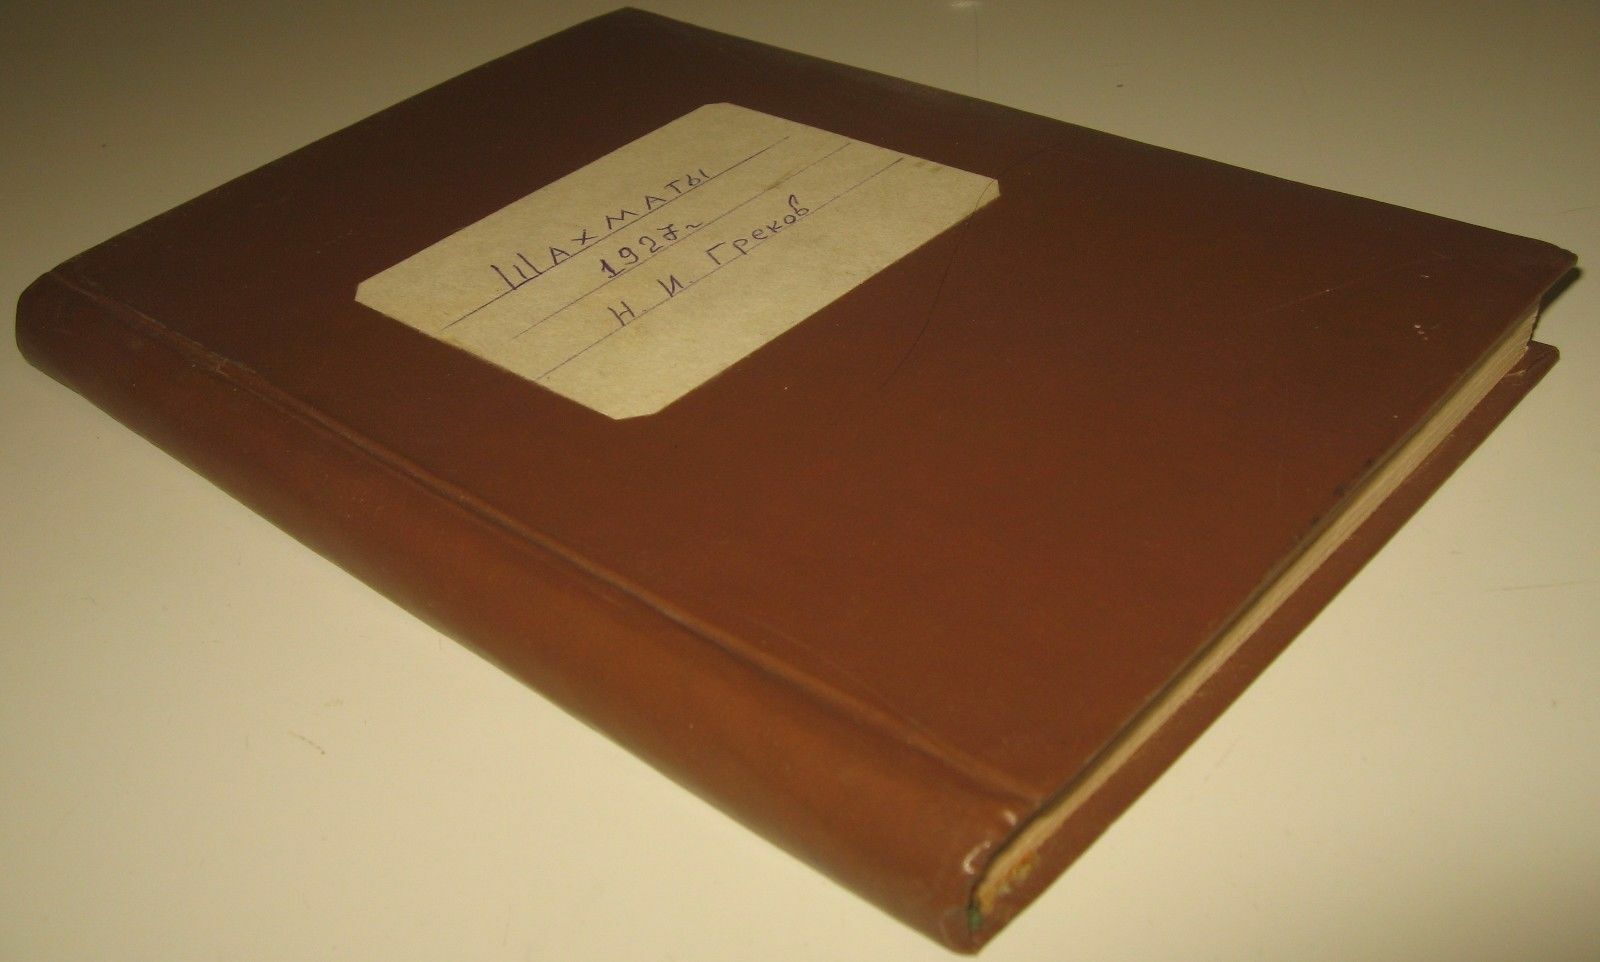 Шахматы
1927г
Н. И. Греков